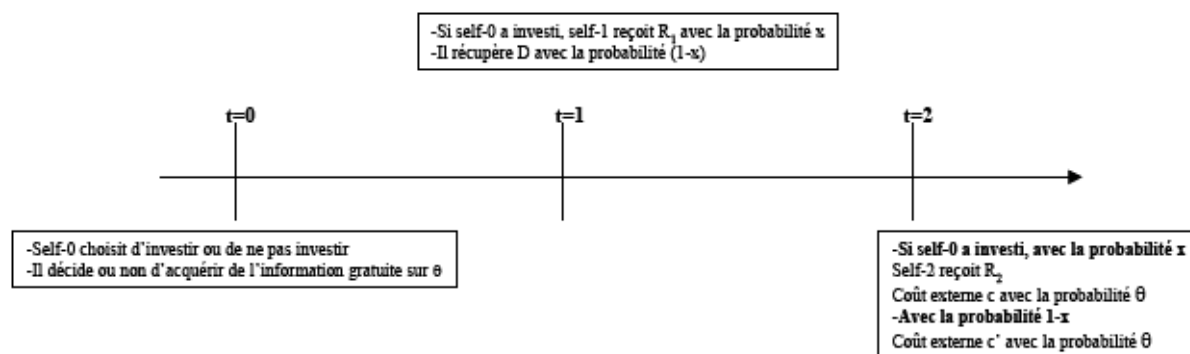 -Si self-0 a investi, self-1 reçoit R₁ avec la probabilité x
-Il récupère D avec la probabilité (1-x)
t=0
t=1
t=2
-Self-0 choisit d'investir ou de ne pas investir
-Il décide ou non d'acquérir de l'information gratuite sur θ
-Si self-0 a investi, avec la probabilité x
Self-2 reçoit R₂
Coût externe c avec la probabilité θ
-Avec la probabilité 1-x
Coût externe c' avec la probabilité θ